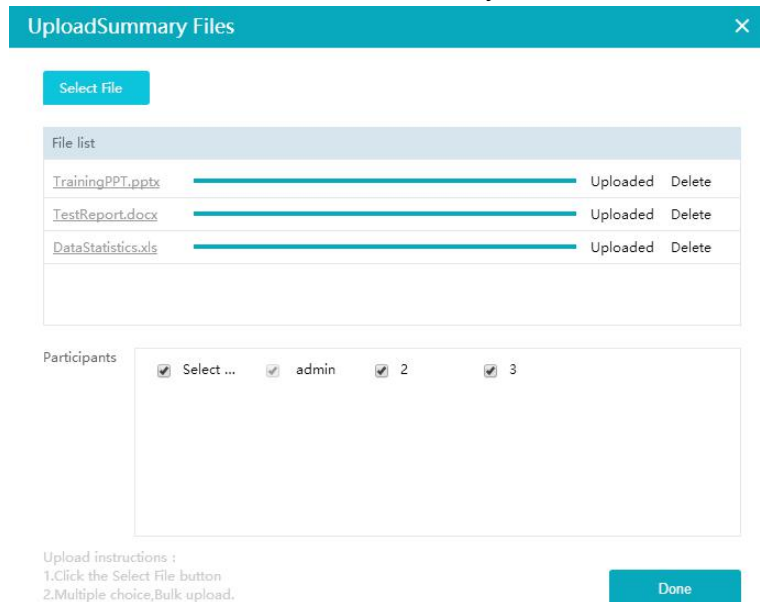 UploadSummary Files
Select File
File list
TrainingPPT.pptx Uploaded Delete
TestReport.docx Uploaded Delete
DataStatistics.xls Uploaded Delete
Participants Select ... admin 2 3
Upload instructions :
1.Click the Select File button
2.Multiple choice,Bulk upload.
Done